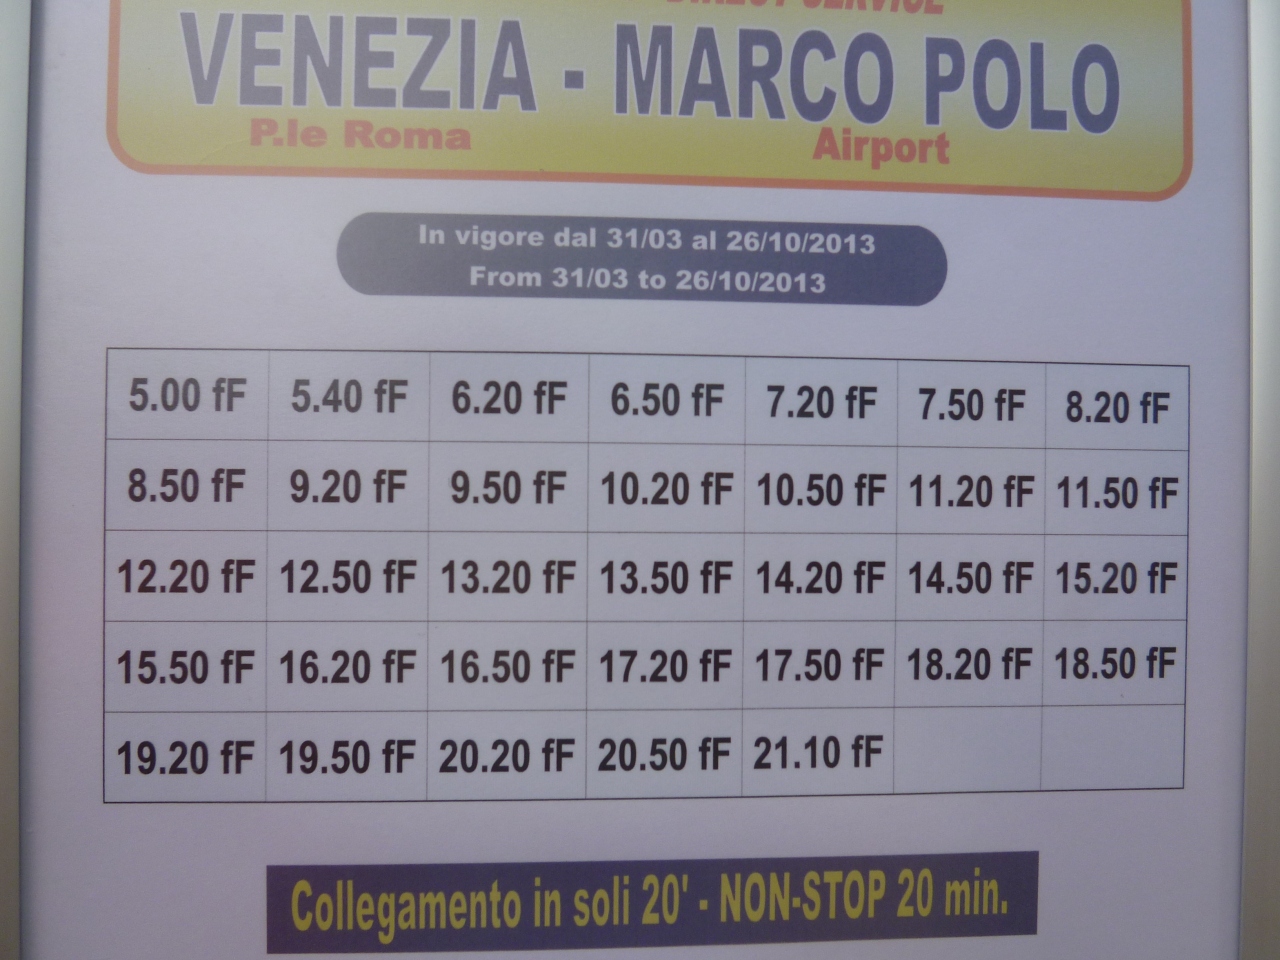 DIRECT SERVICE
VENEZIA - MARCO POLO
P.le Roma Airport
In vigore dal 31/03 al 26/10/2013
From 31/03 to 26/10/2013
5.00 fF 5.40 fF 6.20 fF 6.50 fF 7.20 fF 7.50 fF 8.20 fF
8.50 fF 9.20 fF 9.50 fF 10.20 fF 10.50 fF 11.20 fF 11.50 fF
12.20 fF 12.50 fF 13.20 fF 13.50 fF 14.20 fF 14.50 fF 15.20 fF
15.50 fF 16.20 fF 16.50 fF 17.20 fF 17.50 fF 18.20 fF 18.50 fF
19.20 fF 19.50 fF 20.20 fF 20.50 fF 21.10 fF
Collegamento in soli 20' - NON-STOP 20 min.